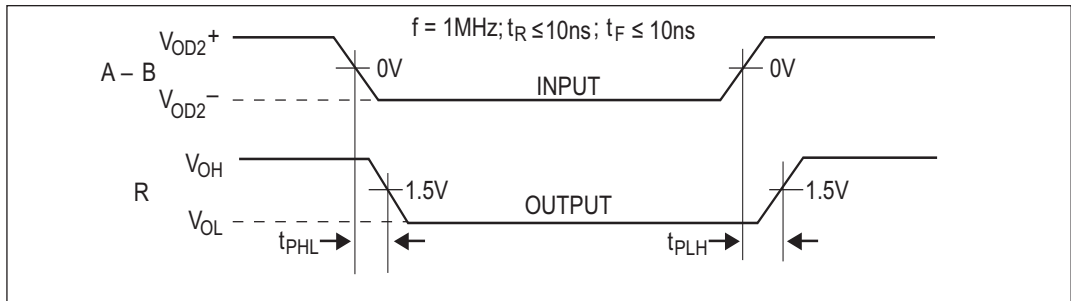 f = 1MHz; tR ≤ 10ns; tF ≤ 10ns
VOD2+
A – B
0V
0V
INPUT
VOD2–
VOH
R
1.5V
1.5V
OUTPUT
VOL
tPHL
tPLH